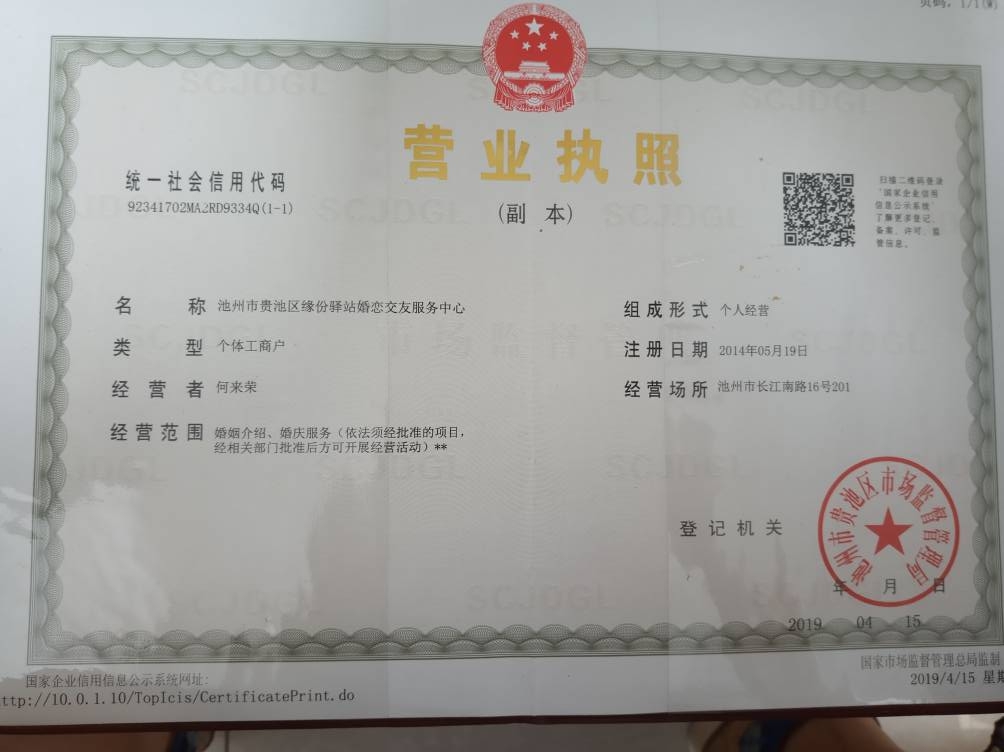 页码：1/1(W)
营业执照
(副 本)
统一社会信用代码
92341702MA2RD9334Q(1-1)
扫描二维码登录
"国家企业信用
信息公示系统"
了解更多登记、
备案、许可、监
管信息。
名 称 池州市贵池区缘份驿站婚恋交友服务中心
类 型 个体工商户
经 营 者 何来荣
经营范围 婚姻介绍、婚庆服务（依法须经批准的项目，
经相关部门批准后方可开展经营活动）**
组成形式 个人经营
注册日期 2014年05月19日
经营场所 池州市长江南路16号201
登记机关
池州市贵池区市场监督管理局
年 月 日
2019 04 15
国家企业信用信息公示系统网址:
ttp://10.0.1.10/TopIcis/CertificatePrint.do
国家市场监督管理总局监制
2019/4/15 星期
SCJDGL
市场监督管